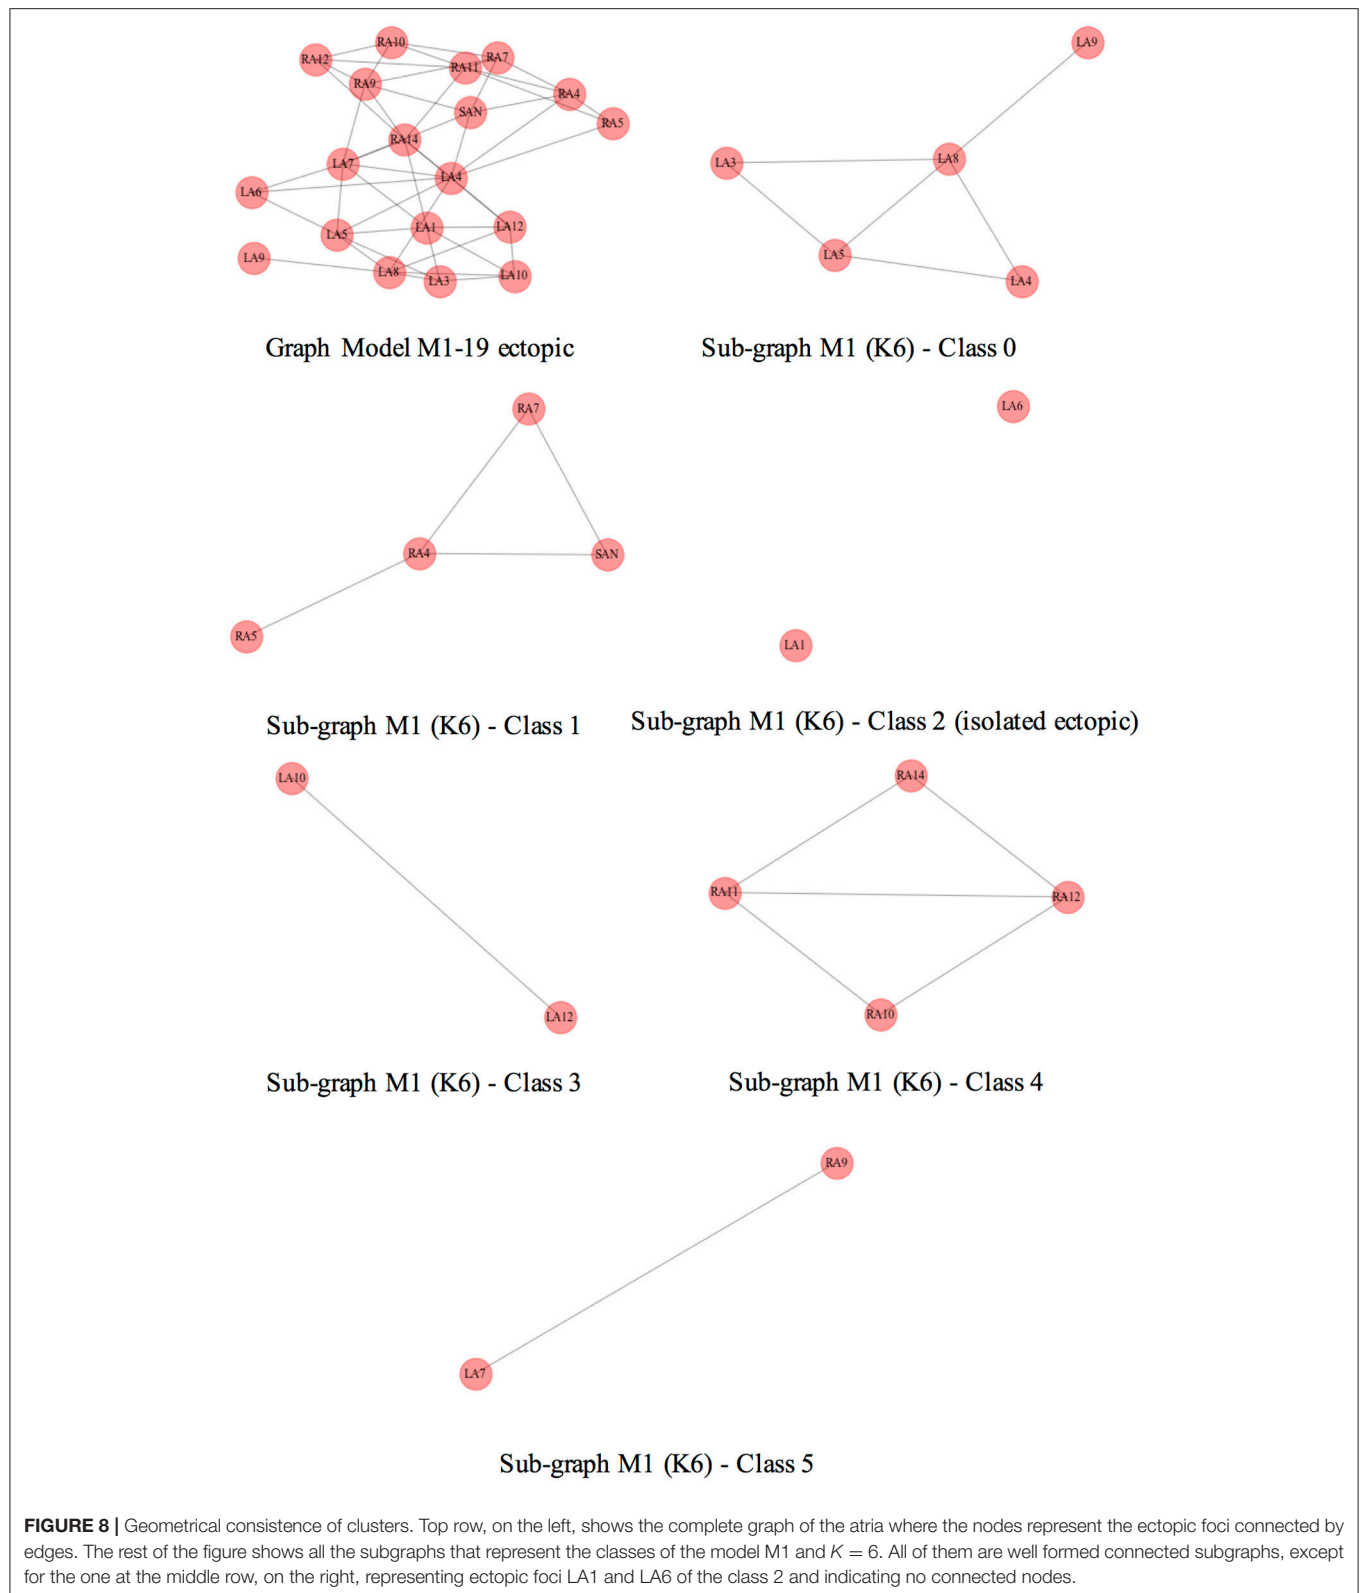 RA10
RA12
RA7
RA11
RA9
RA4
SAN
RA5
RA14
LA7
LA4
LA6
LA1
LA12
LA5
LA9
LA8
LA3
LA10
Graph Model M1-19 ectopic
LA9
LA3
LA8
LA5
LA4
Sub-graph M1 (K6) - Class 0
RA7
RA4
SAN
RA5
Sub-graph M1 (K6) - Class 1
LA6
LA1
Sub-graph M1 (K6) - Class 2 (isolated ectopic)
LA10
LA12
Sub-graph M1 (K6) - Class 3
RA14
RA11
RA12
RA10
Sub-graph M1 (K6) - Class 4
RA9
LA7
Sub-graph M1 (K6) - Class 5
FIGURE 8 | Geometrical consistence of clusters. Top row, on the left, shows the complete graph of the atria where the nodes represent the ectopic foci connected by
edges. The rest of the figure shows all the subgraphs that represent the classes of the model M1 and K = 6. All of them are well formed connected subgraphs, except
for the one at the middle row, on the right, representing ectopic foci LA1 and LA6 of the class 2 and indicating no connected nodes.